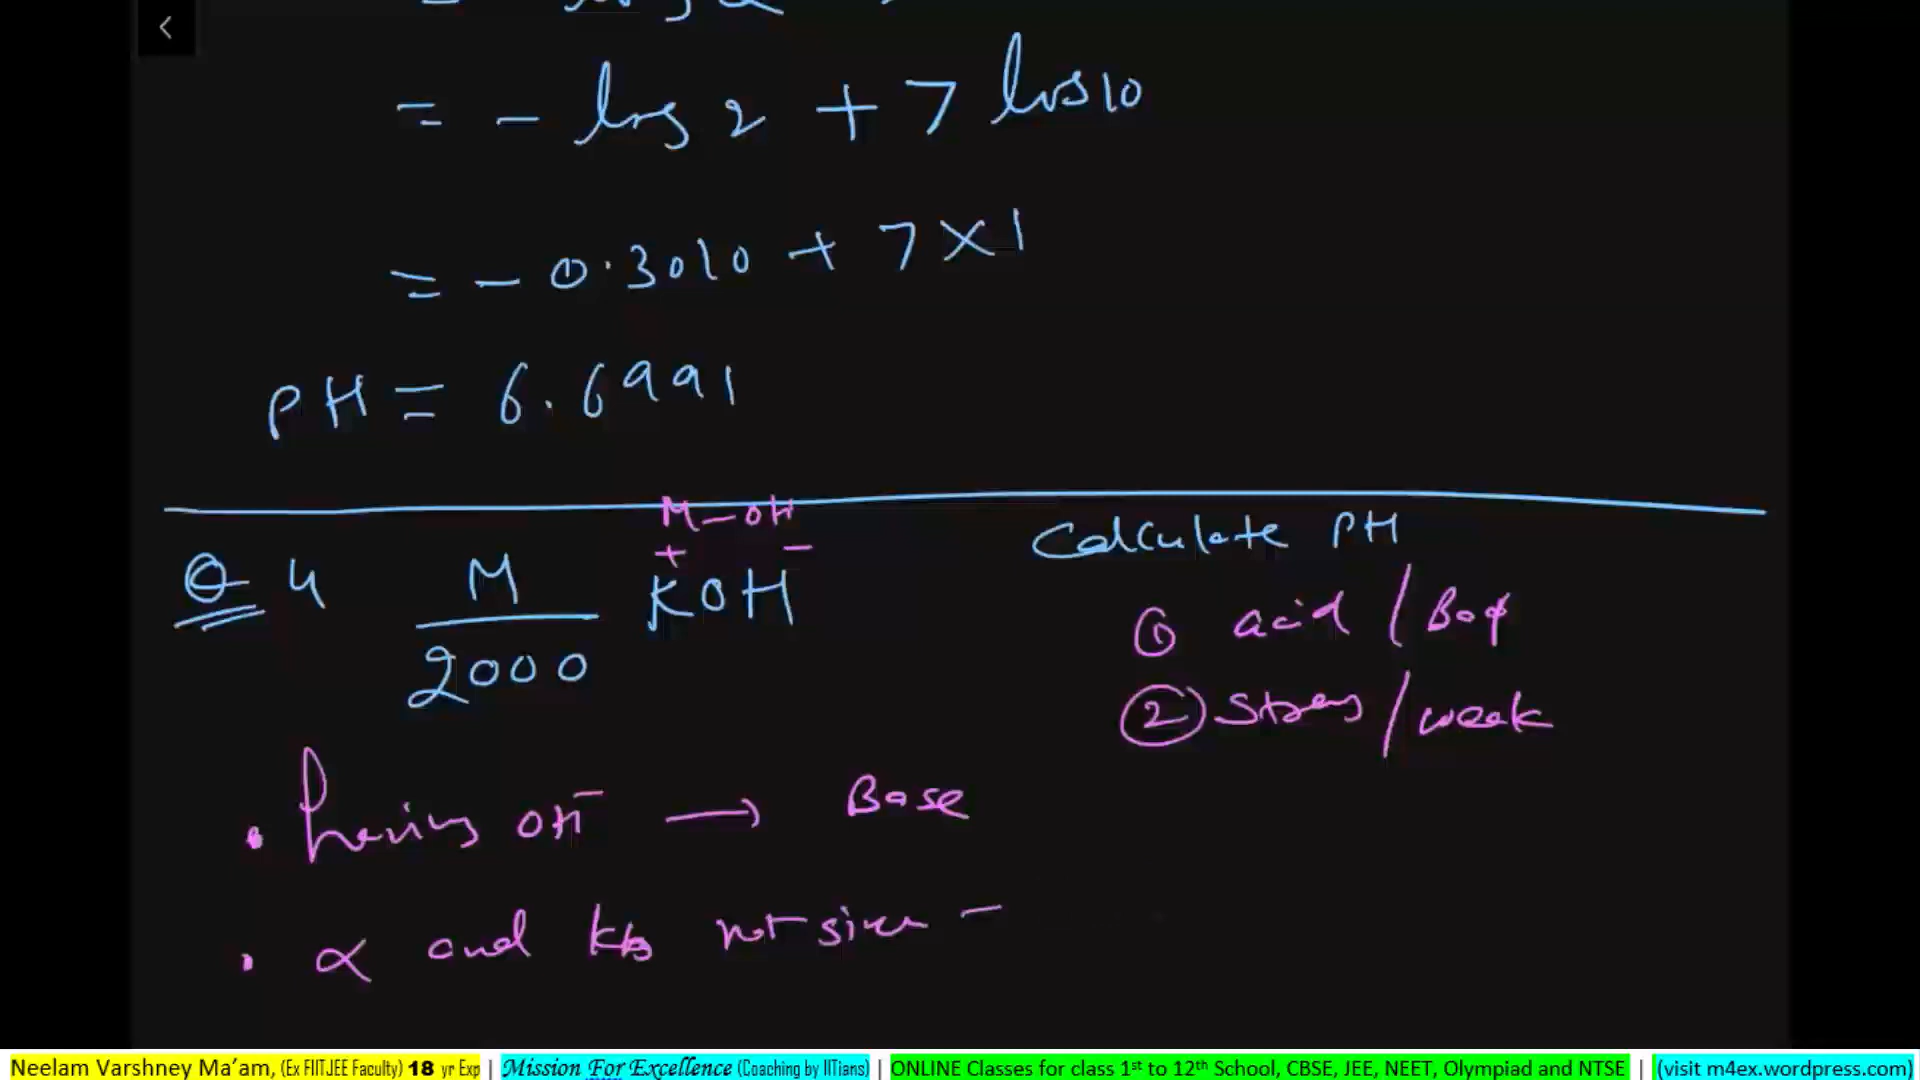 = - log 2 + 7 log 10
= - 0.3010 + 7 X 1
PH = 6.6991
M - OH
+ -
Q 4 M/2000 KOH Calculate PH
① acid / Base
② Strong / weak
• having OH⁻ → Base
• α and kb not given -
Neelam Varshney Ma'am, (Ex FIITJEE Faculty) 18 yr Exp | Mission For Excellence (Coaching by IITians) | ONLINE Classes for class 1st to 12th School, CBSE, JEE, NEET, Olympiad and NTSE | (visit m4ex.wordpress.com)